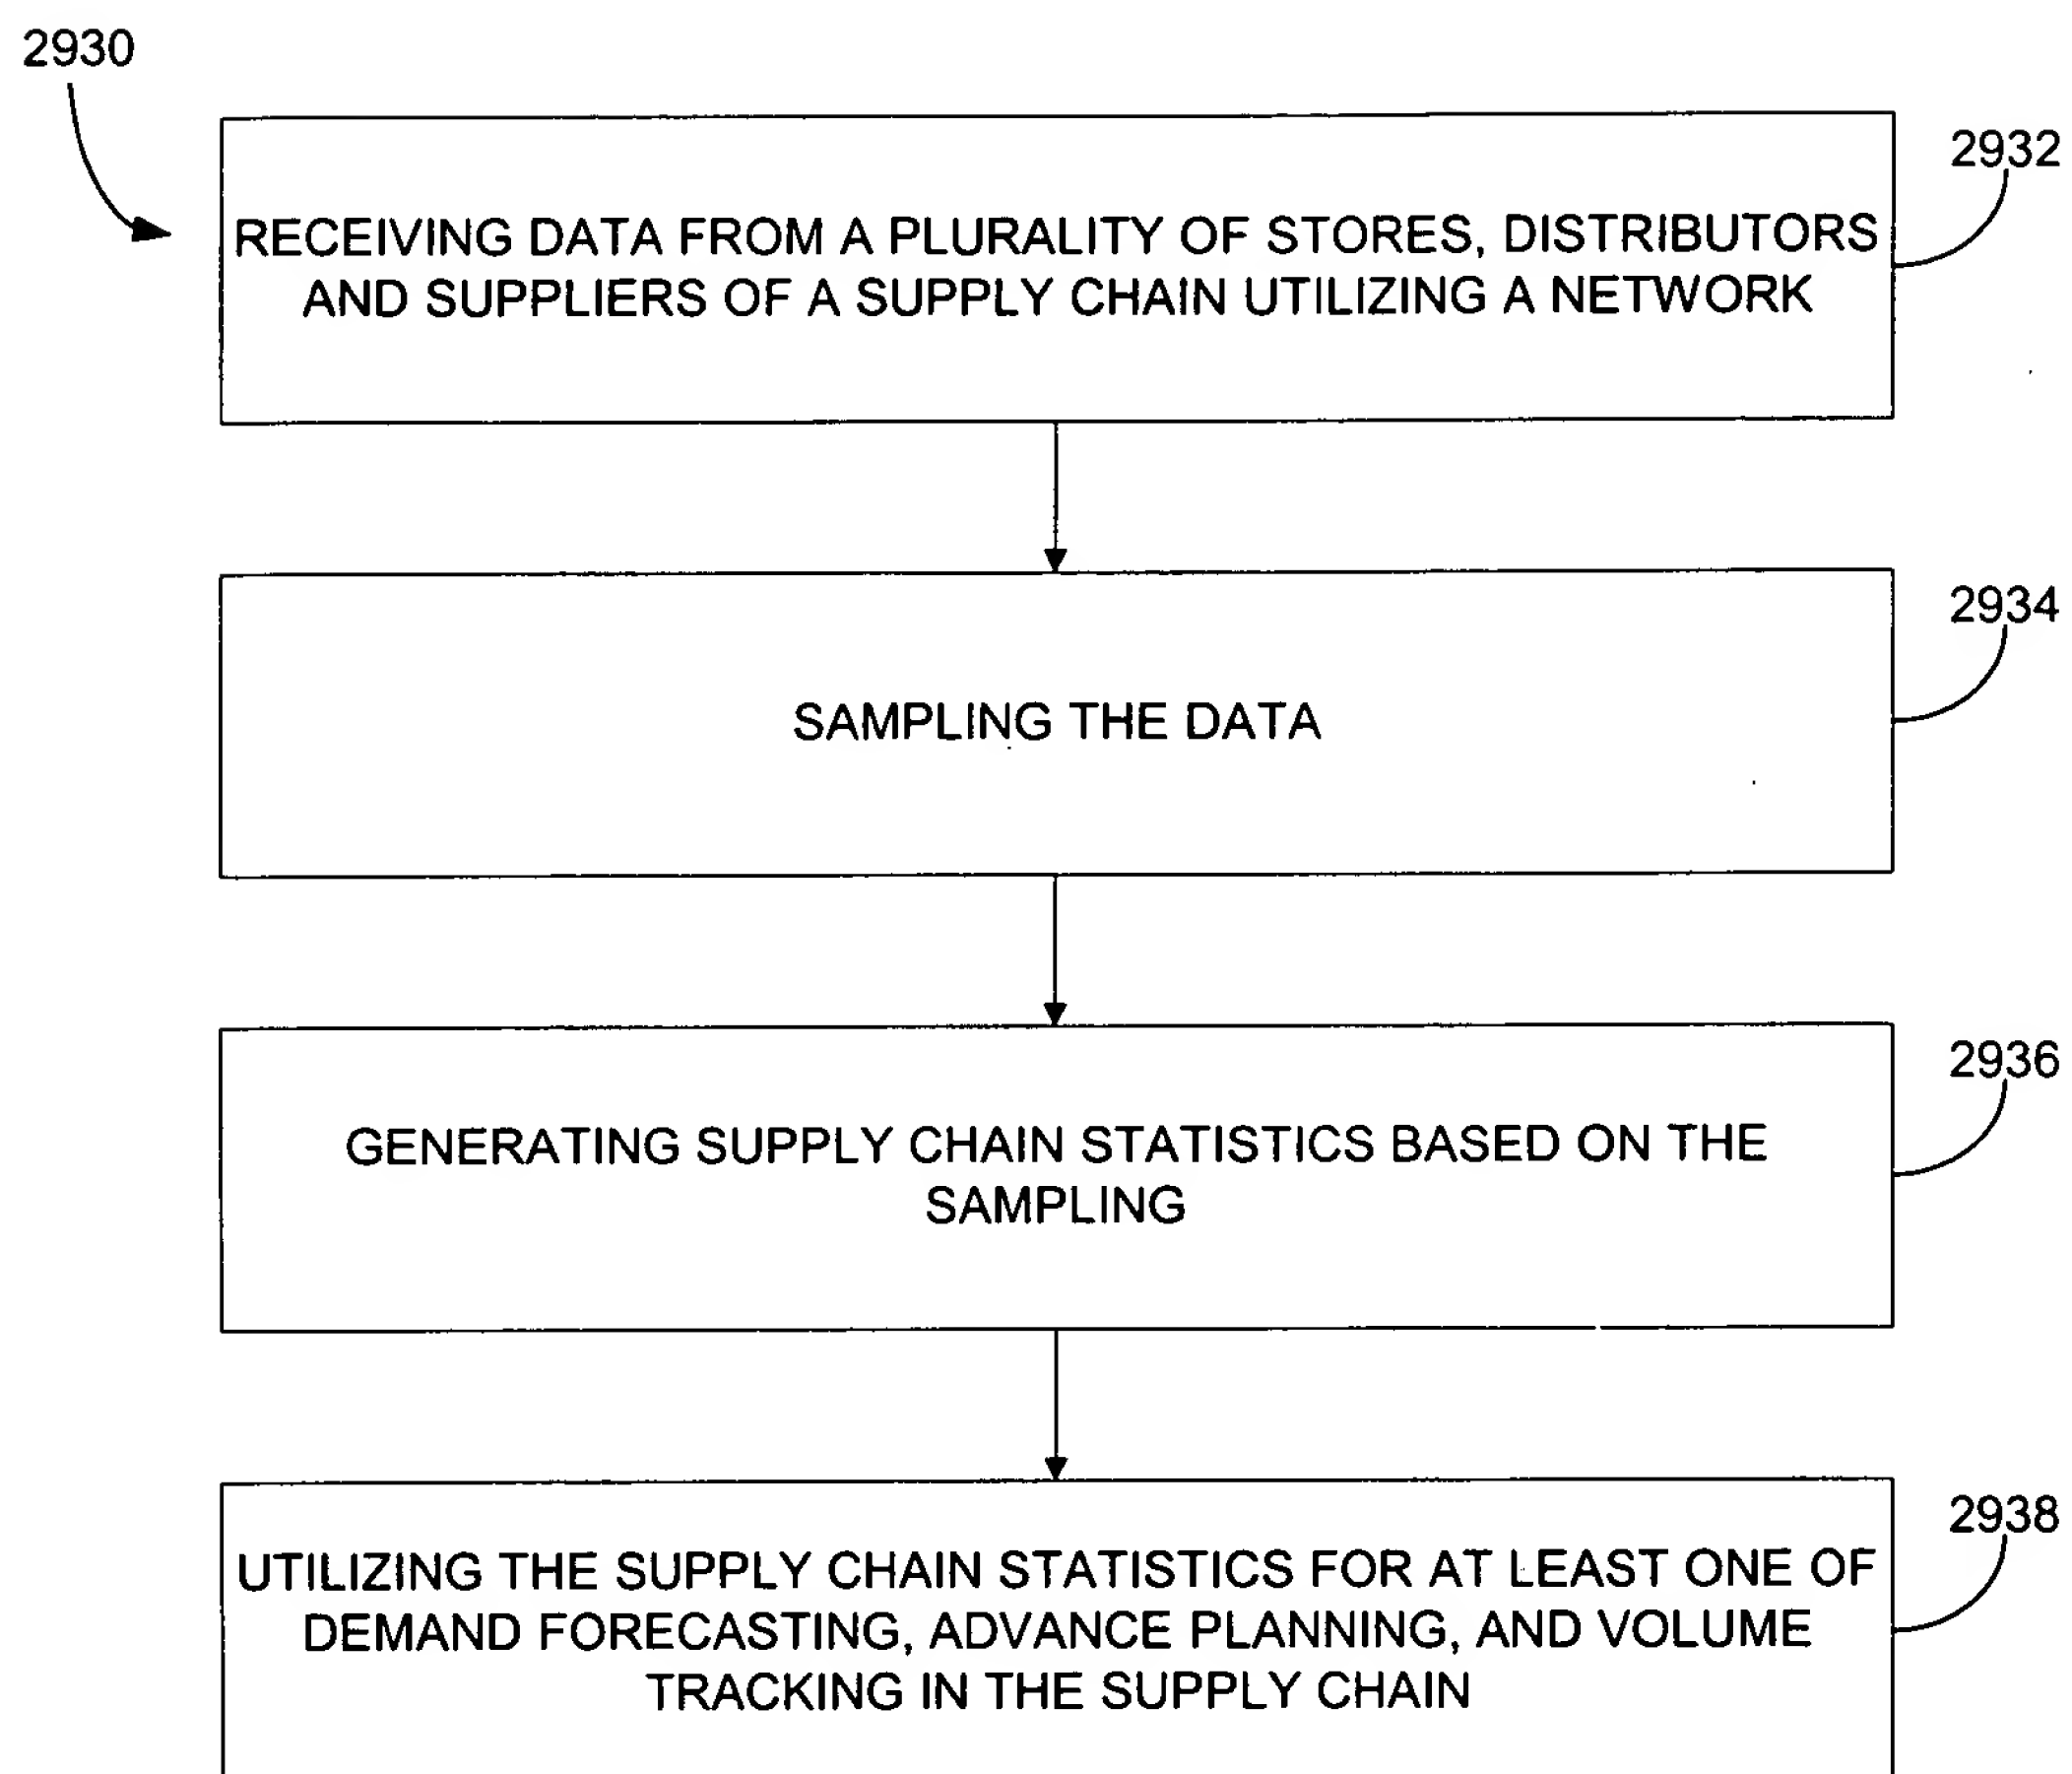 2930
2932
RECEIVING DATA FROM A PLURALITY OF STORES, DISTRIBUTORS
AND SUPPLIERS OF A SUPPLY CHAIN UTILIZING A NETWORK
2934
SAMPLING THE DATA
2936
GENERATING SUPPLY CHAIN STATISTICS BASED ON THE
SAMPLING
2938
UTILIZING THE SUPPLY CHAIN STATISTICS FOR AT LEAST ONE OF
DEMAND FORECASTING, ADVANCE PLANNING, AND VOLUME
TRACKING IN THE SUPPLY CHAIN